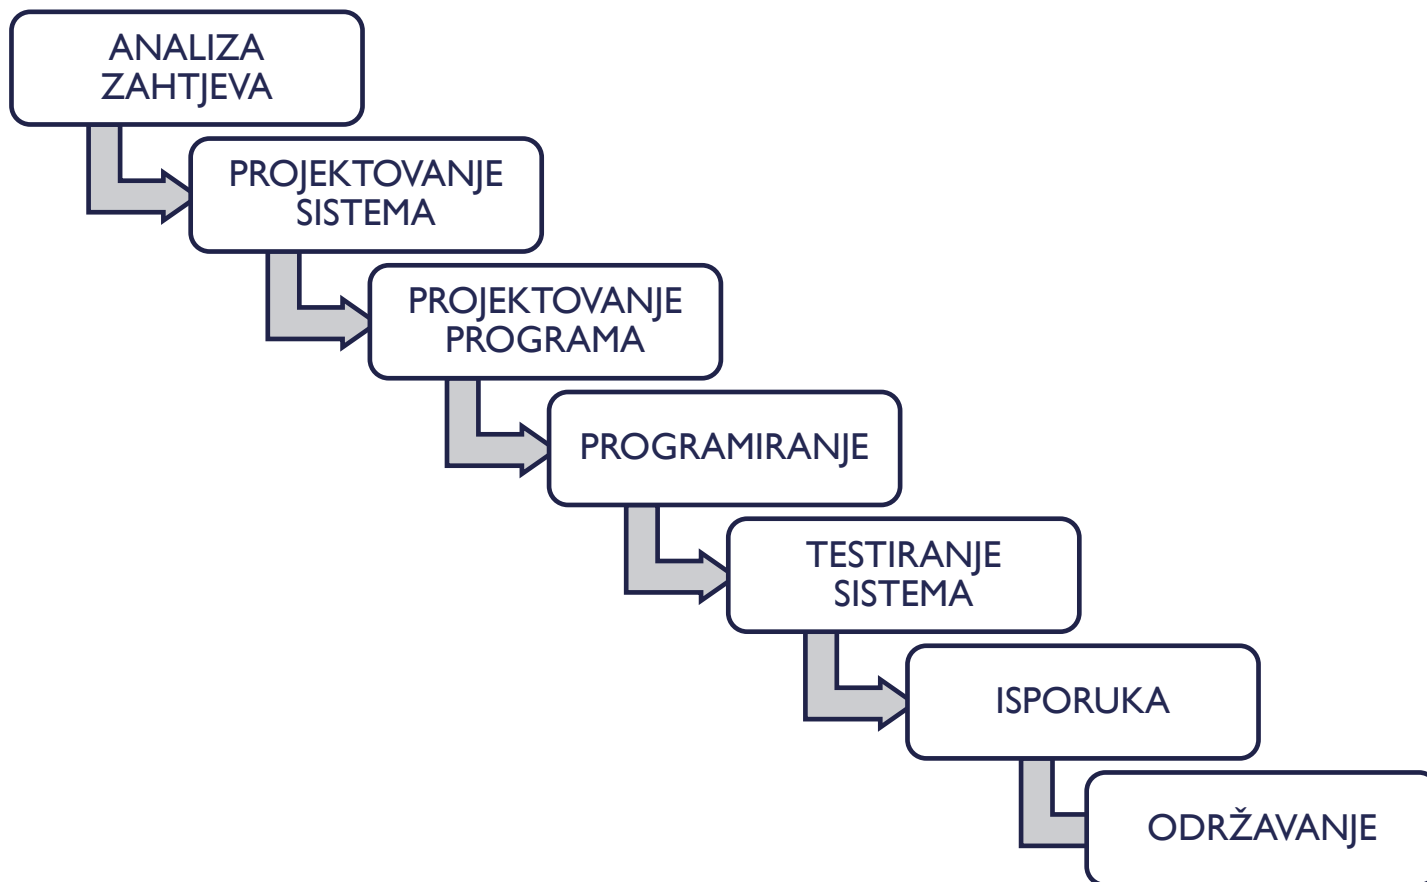 ANALIZA
ZAHTJEVA
PROJEKTOVANJE
SISTEMA
PROJEKTOVANJE
PROGRAMA
PROGRAMIRANJE
TESTIRANJE
SISTEMA
ISPORUKA
ODRŽAVANJE